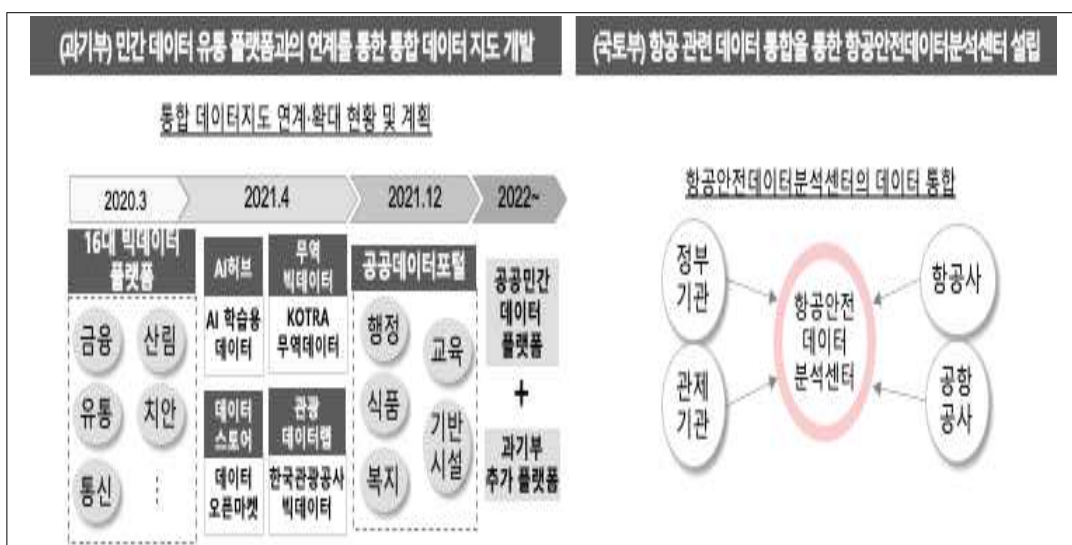 (과기부) 민간 데이터 유통 플랫폼과의 연계를 통한 통합 데이터 지도 개발
통합 데이터지도 연계·확대 현황 및 계획
2020.3
2021.4
2021.12
2022~
16대 빅데이터
플랫폼
금융
산림
유통
치안
통신
⋮
AI허브
AI 학습용
데이터
무역
빅데이터
KOTRA
무역데이터
데이터
스토어
데이터
오픈마켓
관광
데이터랩
한국관광공사
빅데이터
공공데이터포털
행정
교육
식품
기반
시설
복지
공공민간
데이터
플랫폼
+
과기부
추가 플랫폼
(국토부) 항공 관련 데이터 통합을 통한 항공안전데이터분석센터 설립
항공안전데이터분석센터의 데이터 통합
정부
기관
항공사
항공안전
데이터
분석센터
관제
기관
공항
공사